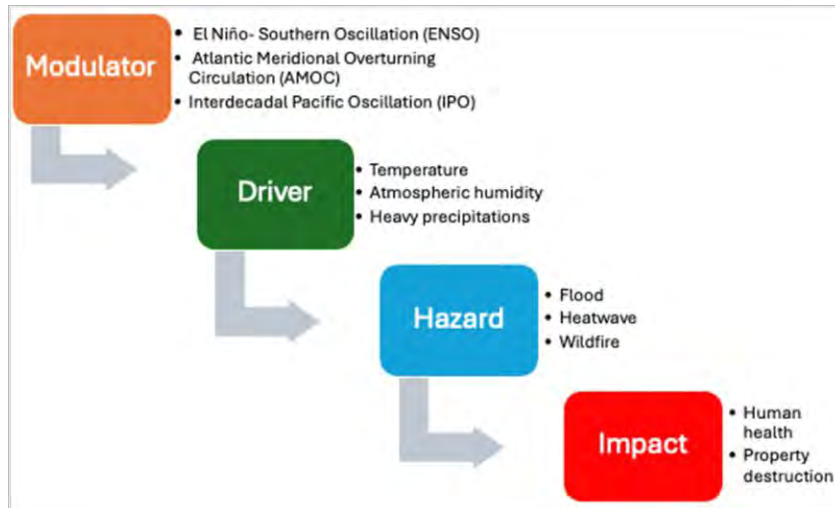 Modulator
• El Niño- Southern Oscillation (ENSO)
• Atlantic Meridional Overturning
Circulation (AMOC)
• Interdecadal Pacific Oscillation (IPO)
Driver
• Temperature
• Atmospheric humidity
• Heavy precipitations
Hazard
• Flood
• Heatwave
• Wildfire
Impact
• Human
health
• Property
destruction